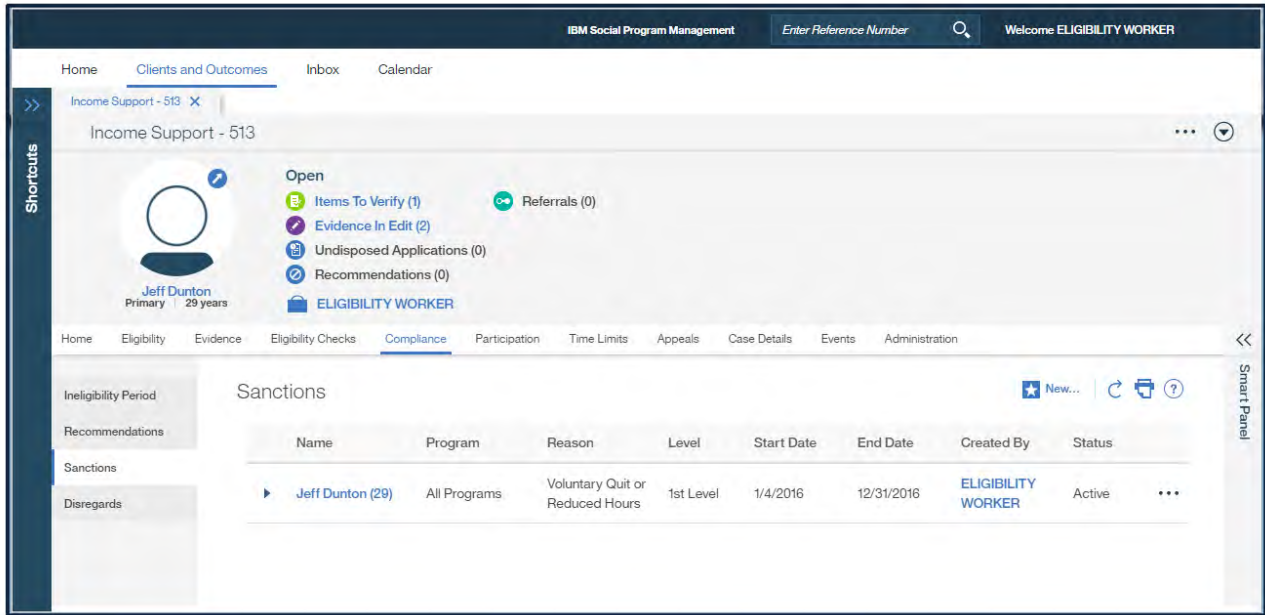 IBM Social Program Management Enter Reference Number Welcome ELIGIBILITY WORKER
Home Clients and Outcomes Inbox Calendar
Income Support - 513
Shortcuts
Income Support - 513
Open
Items To Verify (1) Referrals (0)
Evidence In Edit (2)
Undisposed Applications (0)
Recommendations (0)
ELIGIBILITY WORKER
Jeff Dunton
Primary 29 years
Home Eligibility Evidence Eligibility Checks Compliance Participation Time Limits Appeals Case Details Events Administration
Smart Panel
Ineligibility Period
Recommendations
Sanctions
Disregards
Sanctions New...
Name Program Reason Level Start Date End Date Created By Status
Jeff Dunton (29) All Programs Voluntary Quit or Reduced Hours 1st Level 1/4/2016 12/31/2016 ELIGIBILITY WORKER Active